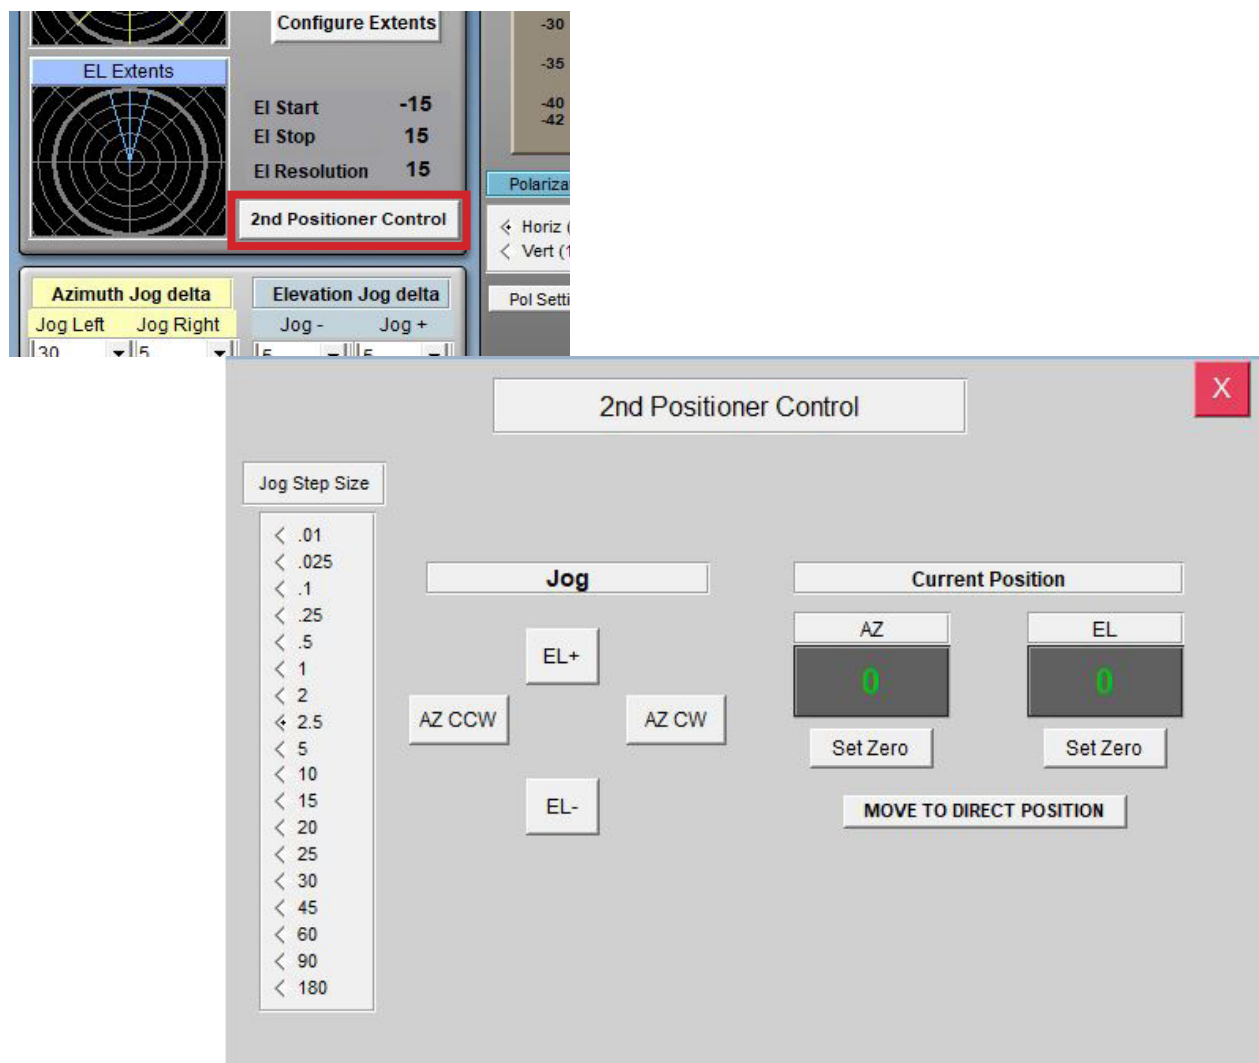 Configure Extents
-30
EL Extents
-35
El Start -15
-40
-42
El Stop 15
El Resolution 15
2nd Positioner Control
Horiz
Vert
Azimuth Jog delta
Elevation Jog delta
Pol
Jog Left Jog Right
Jog - Jog +
30 5
5 5
2nd Positioner Control
X
Jog Step Size
.01
.025
.1
.25
.5
1
2
2.5
5
10
15
20
25
30
45
60
90
180
Jog
EL+
AZ CCW AZ CW
EL-
Current Position
AZ EL
0 0
Set Zero Set Zero
MOVE TO DIRECT POSITION